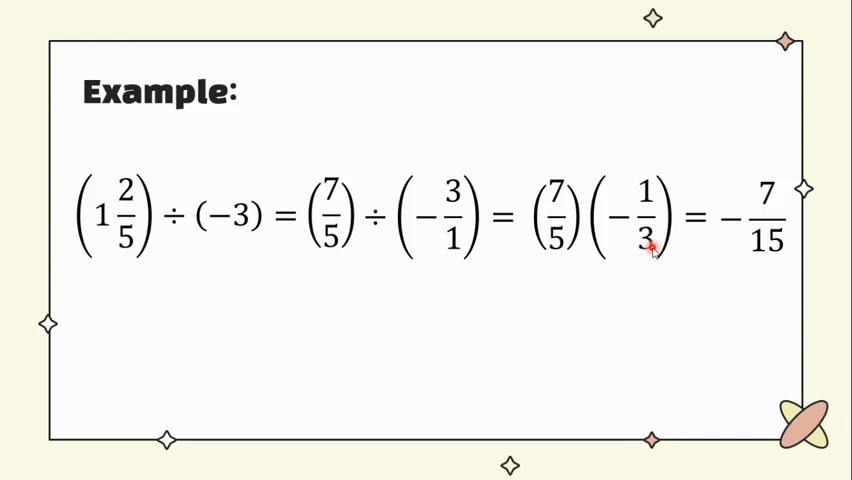 Example:
(1 2/5) ÷ (−3) = (7/5) ÷ (−3/1) = (7/5)(−1/3) = −7/15